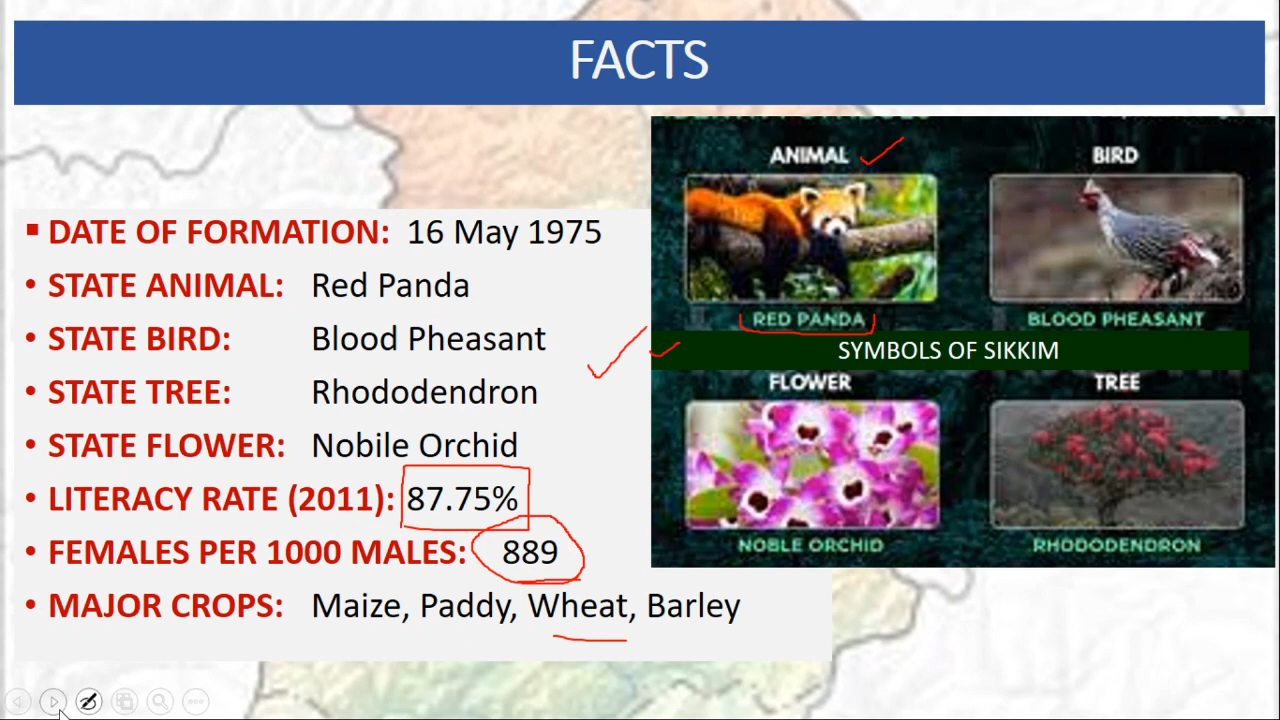 FACTS
▪ DATE OF FORMATION: 16 May 1975
• STATE ANIMAL: Red Panda
• STATE BIRD: Blood Pheasant
• STATE TREE: Rhododendron
• STATE FLOWER: Nobile Orchid
• LITERACY RATE (2011): 87.75%
• FEMALES PER 1000 MALES: 889
• MAJOR CROPS: Maize, Paddy, Wheat, Barley
ANIMAL BIRD
RED PANDA BLOOD PHEASANT
SYMBOLS OF SIKKIM
FLOWER TREE
NOBLE ORCHID RHODODENDRON